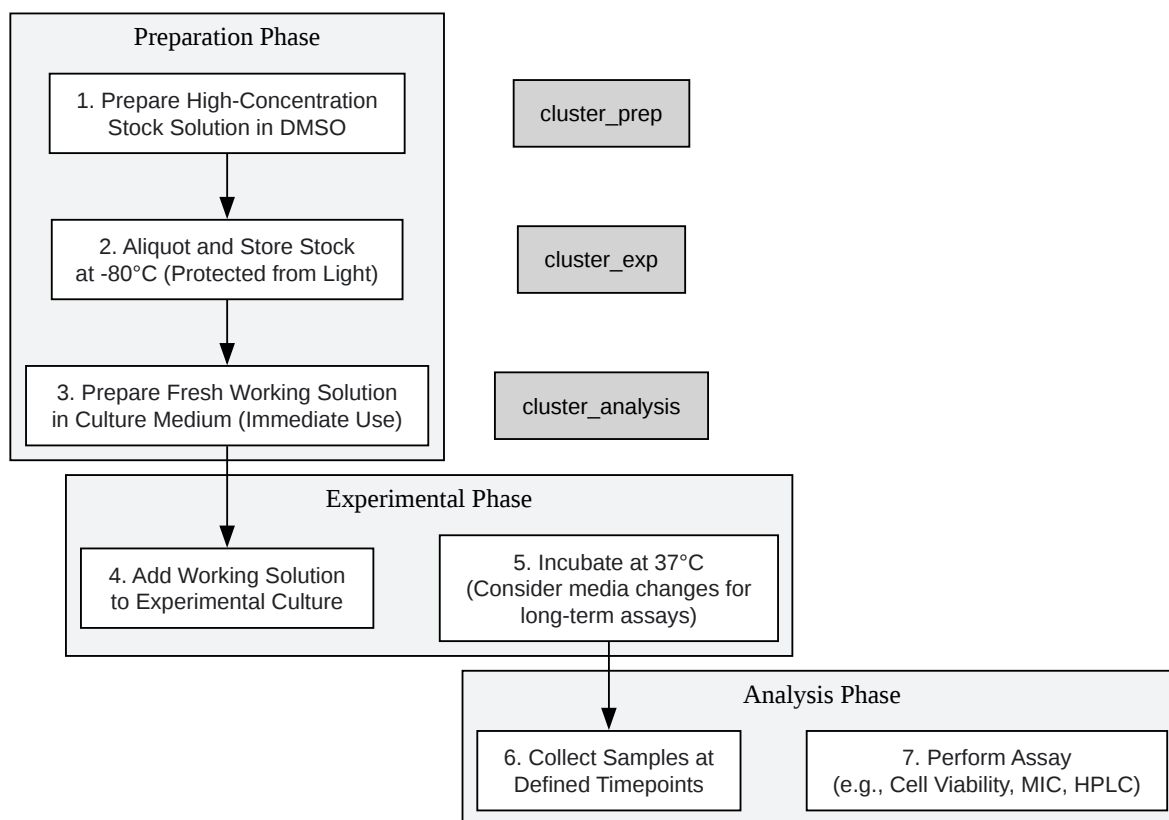 Preparation Phase
1. Prepare High-Concentration
Stock Solution in DMSO
cluster_prep
2. Aliquot and Store Stock
at -80°C (Protected from Light)
cluster_exp
3. Prepare Fresh Working Solution
in Culture Medium (Immediate Use)
cluster_analysis
Experimental Phase
4. Add Working Solution
to Experimental Culture
5. Incubate at 37°C
(Consider media changes for
long-term assays)
Analysis Phase
6. Collect Samples at
Defined Timepoints
7. Perform Assay
(e.g., Cell Viability, MIC, HPLC)